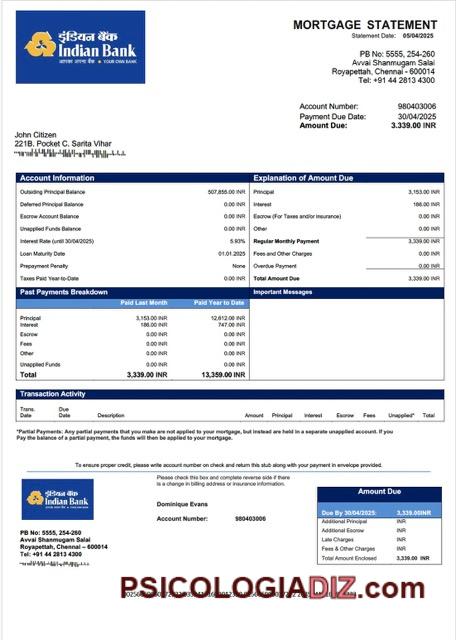 इंडियन बैंक
Indian Bank
आपका अपना बैंक ● YOUR OWN BANK
MORTGAGE STATEMENT
Statement Date: 05/04/2025
PB No: 5555, 254-260
Avvai Shanmugam Salai
Royapettah, Chennai - 600014
Tel: +91 44 2813 4300
Account Number: 980403006
Payment Due Date: 30/04/2025
Amount Due: 3.339.00 INR
John Citizen
221B. Pocket C. Sarita Vihar
Account Information
Outsiding Principal Balance 507,855.00 INR
Deferred Principal Balance 0.00 INR
Escrow Account Balance 0.00 INR
Unapplied Funds Balance 0.00 INR
Interest Rate (until 30/04/2025) 5.93%
Loan Maturity Date 01.01.2025
Prepayment Penalty None
Taxes Paid Year-to-Date 0.00 INR
Explanation of Amount Due
Principal 3,153.00 INR
Interest 186.00 INR
Escrow (For Taxes and/or Insurance) 0.00 INR
Other 0.00 INR
Regular Monthly Payment 3,339.00 INR
Fees and Other Charges 0.00 INR
Overdue Payment 0.00 INR
Total Amount Due 3,339.00 INR
Past Payments Breakdown
Paid Last Month Paid Year to Date
Principal 3,153.00 INR 12,612.00 INR
Interest 186.00 INR 747.00 INR
Escrow 0.00 INR 0.00 INR
Fees 0.00 INR 0.00 INR
Other 0.00 INR 0.00 INR
Unapplied Funds 0.00 INR 0.00 INR
Total 3,339.00 INR 13,359.00 INR
Important Messages
Transaction Activity
Trans. Date Due Date Description Amount Principal Interest Escrow Fees Unapplied* Total
*Partial Payments: Any partial payments that you make are not applied to your mortgage, but instead are held in a separate unapplied account. If you
Pay the balance of a partial payment, the funds will then be applied to your mortgage.
To ensure proper credit, please write account number on check and return this stub along with your payment in envelope provided.
इंडियन बैंक
Indian Bank
PB No: 5555, 254-260
Avvai Shanmugam Salai
Royapettah, Chennai – 600014
Tel: +91 44 2813 4300
Please check this box and complete reverse side if there
is a change in billing address or insurance information.
Dominique Evans
Account Number: 980403006
Amount Due
Due By 30/04/2025: 3,339.00INR
Additional Principal INR
Additional Escrow INR
Late Charges INR
Fees & Other Charges INR
Total Amount Enclosed 3,339.00 INR
PSICOLOGIADIZ.com